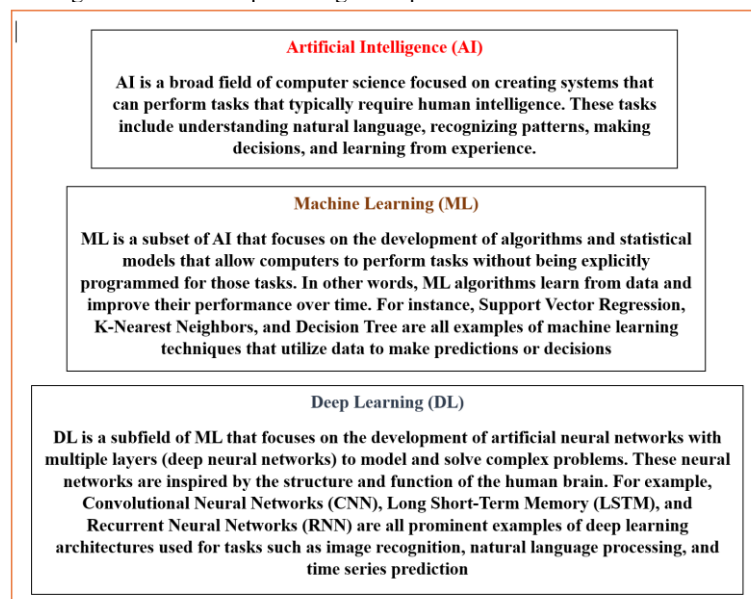 Artificial Intelligence (AI)
AI is a broad field of computer science focused on creating systems that
can perform tasks that typically require human intelligence. These tasks
include understanding natural language, recognizing patterns, making
decisions, and learning from experience.
Machine Learning (ML)
ML is a subset of AI that focuses on the development of algorithms and statistical
models that allow computers to perform tasks without being explicitly
programmed for those tasks. In other words, ML algorithms learn from data and
improve their performance over time. For instance, Support Vector Regression,
K-Nearest Neighbors, and Decision Tree are all examples of machine learning
techniques that utilize data to make predictions or decisions
Deep Learning (DL)
DL is a subfield of ML that focuses on the development of artificial neural networks with
multiple layers (deep neural networks) to model and solve complex problems. These neural
networks are inspired by the structure and function of the human brain. For example,
Convolutional Neural Networks (CNN), Long Short-Term Memory (LSTM), and
Recurrent Neural Networks (RNN) are all prominent examples of deep learning
architectures used for tasks such as image recognition, natural language processing, and
time series prediction